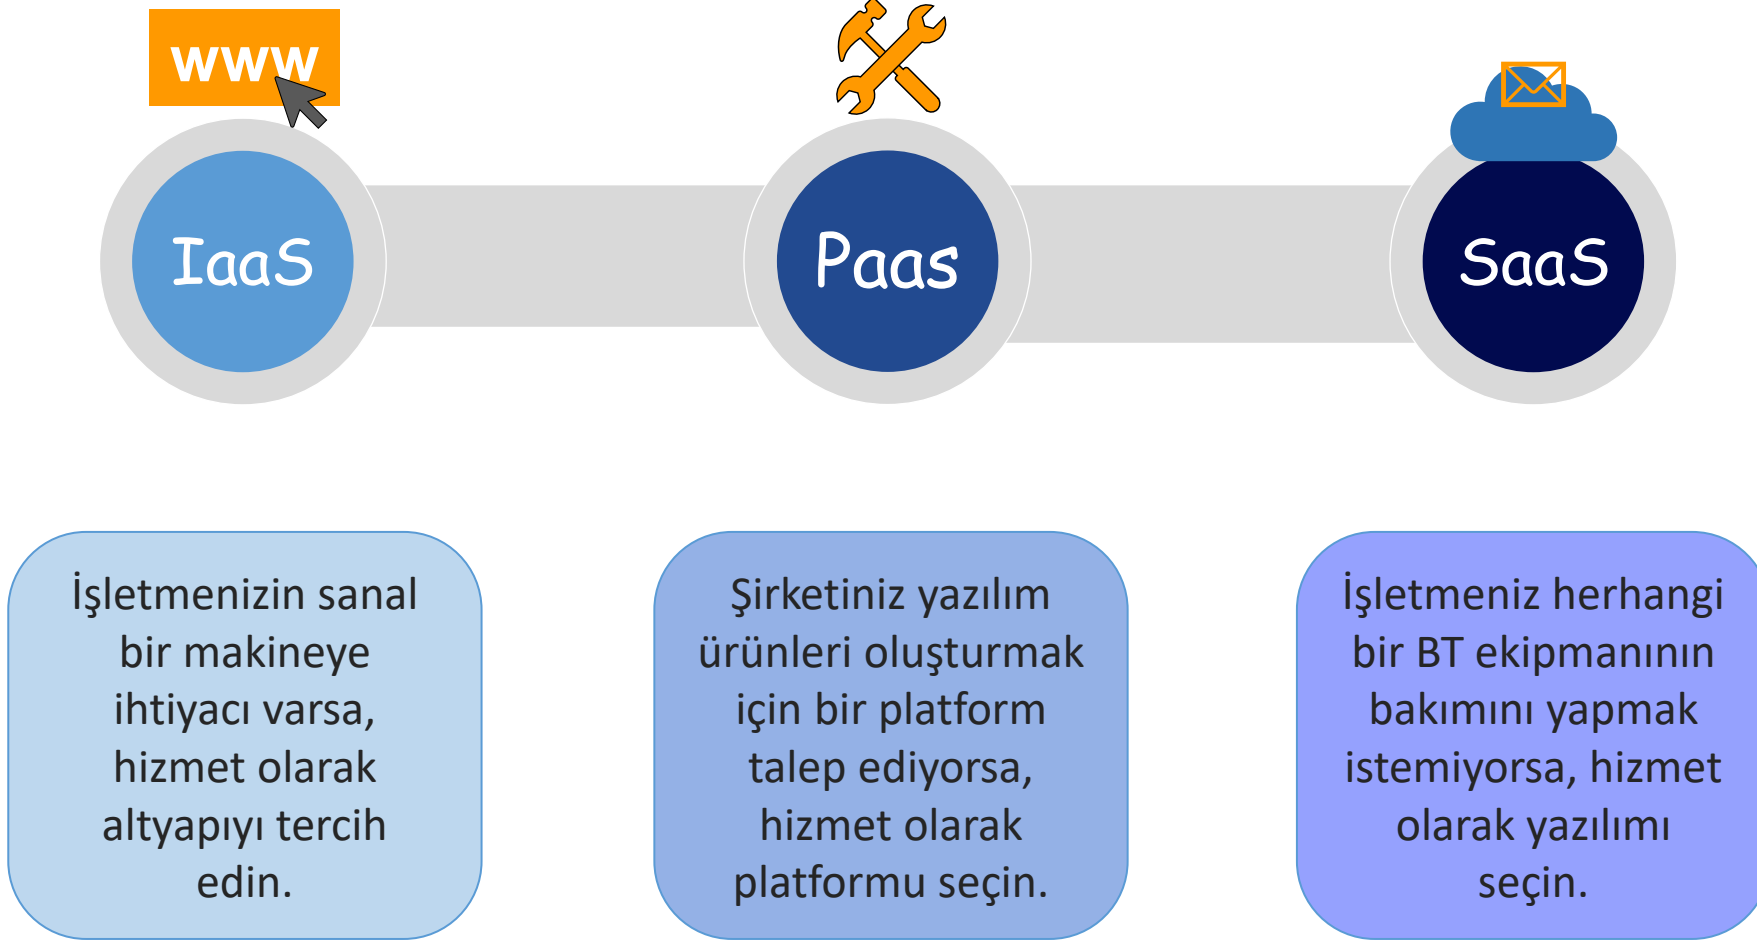 www
IaaS
Paas
SaaS
İşletmenizin sanal
bir makineye
ihtiyacı varsa,
hizmet olarak
altyapıyı tercih
edin.
Şirketiniz yazılım
ürünleri oluşturmak
için bir platform
talep ediyorsa,
hizmet olarak
platformu seçin.
İşletmeniz herhangi
bir BT ekipmanının
bakımını yapmak
istemiyorsa, hizmet
olarak yazılımı
seçin.